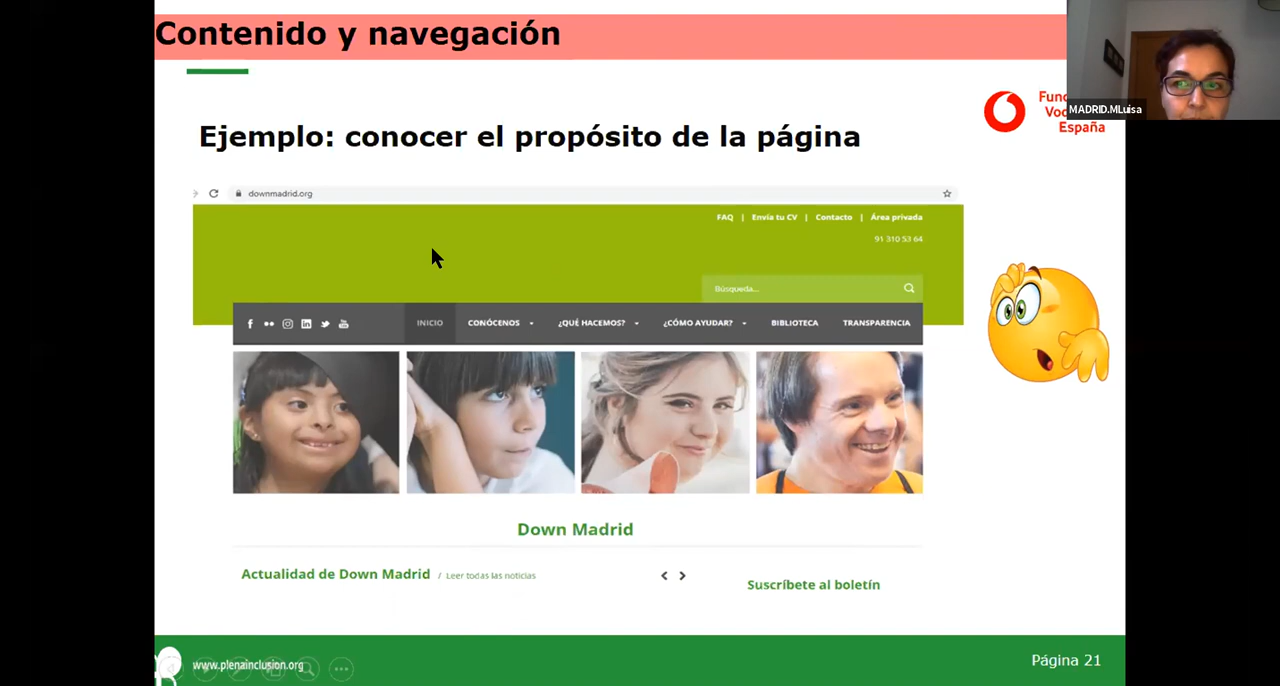 Contenido y navegación
MADRID.MLuisa
España
Ejemplo: conocer el propósito de la página
downmadrid.org
FAQ | Envía tu CV | Contacto | Área privada
91 310 53 64
Búsqueda...
INICIO CONÓCENOS ¿QUÉ HACEMOS? ¿CÓMO AYUDAR? BIBLIOTECA TRANSPARENCIA
Down Madrid
Actualidad de Down Madrid / Leer todas las noticias
Suscríbete al boletín
www.plenainclusion.org
Página 21